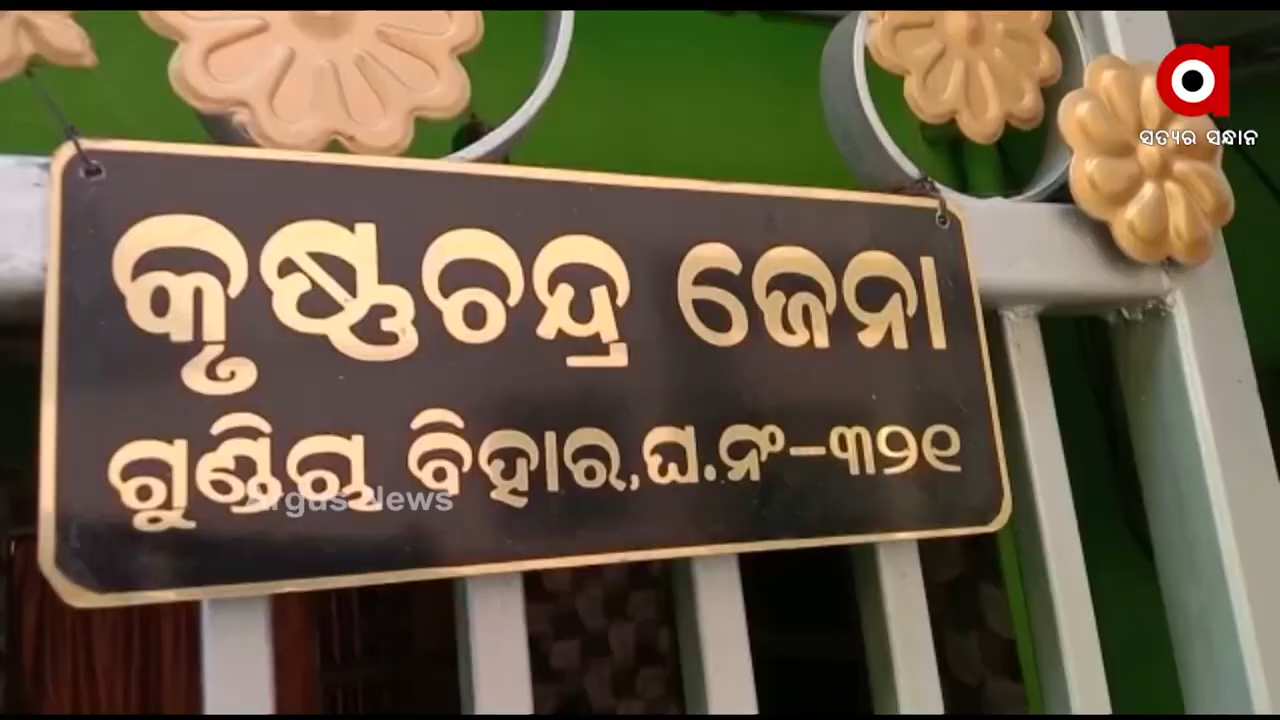 ସତ୍ୟର ସନ୍ଧାନ
କୃଷ୍ଣଚନ୍ଦ୍ର ଜେନା
ଗୁଣ୍ଡିଚା ବିହାର,ଘ.ନଂ-୩୨୧
Argus News